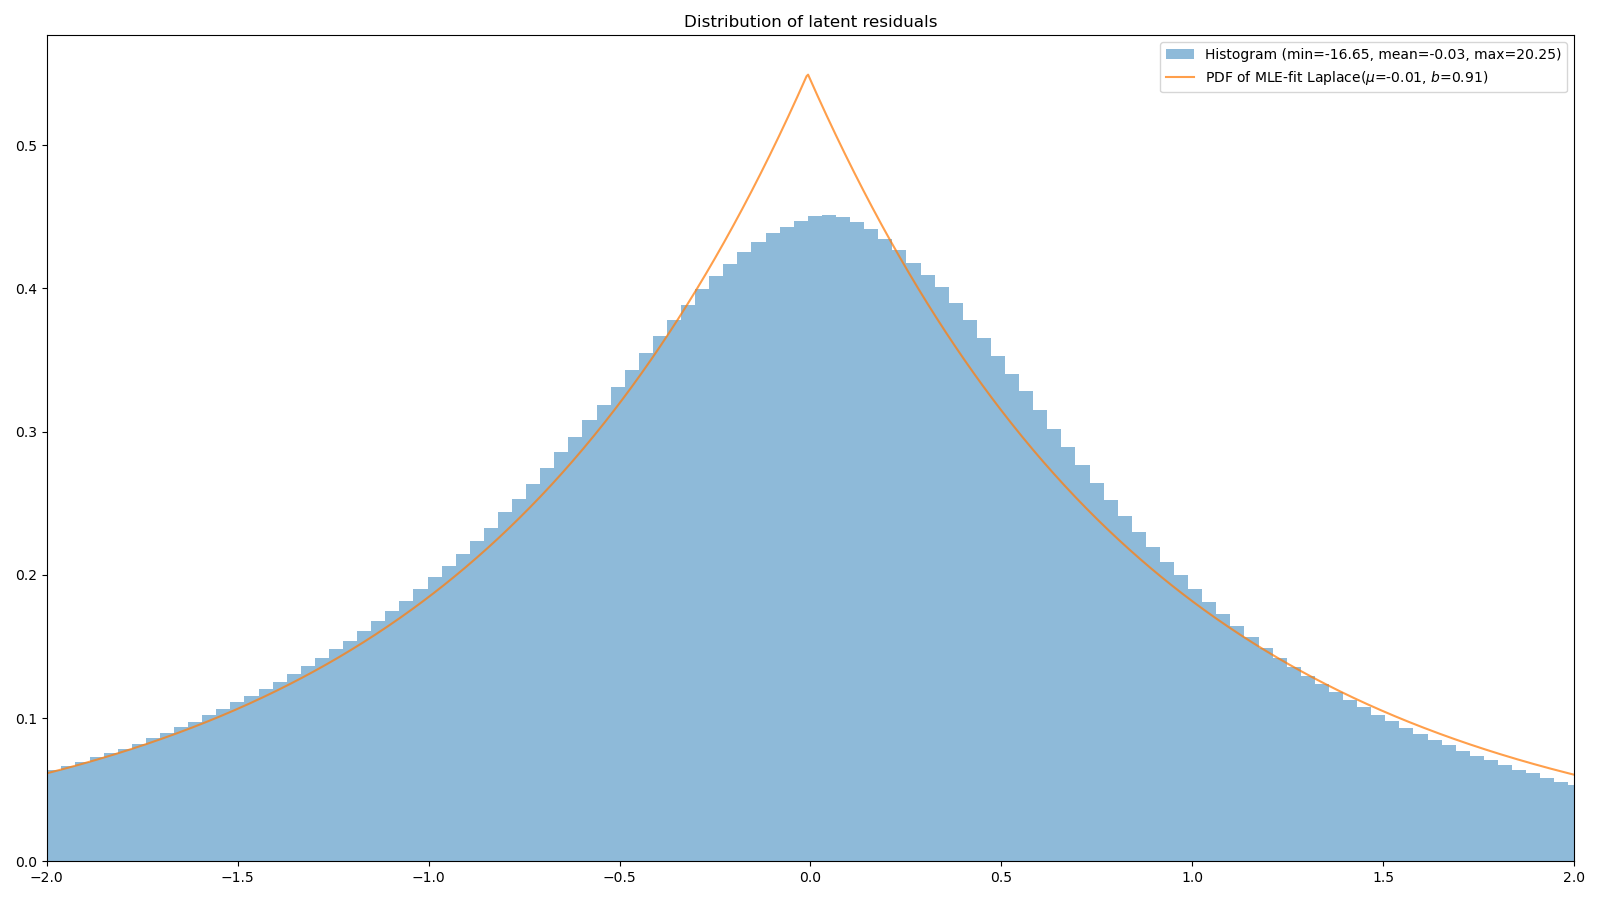 Distribution of latent residuals
Histogram (min=-16.65, mean=-0.03, max=20.25)
PDF of MLE-fit Laplace(μ=-0.01, b=0.91)
0.5
0.4
0.3
0.2
0.1
0.0
−2.0 −1.5 −1.0 −0.5 0.0 0.5 1.0 1.5 2.0